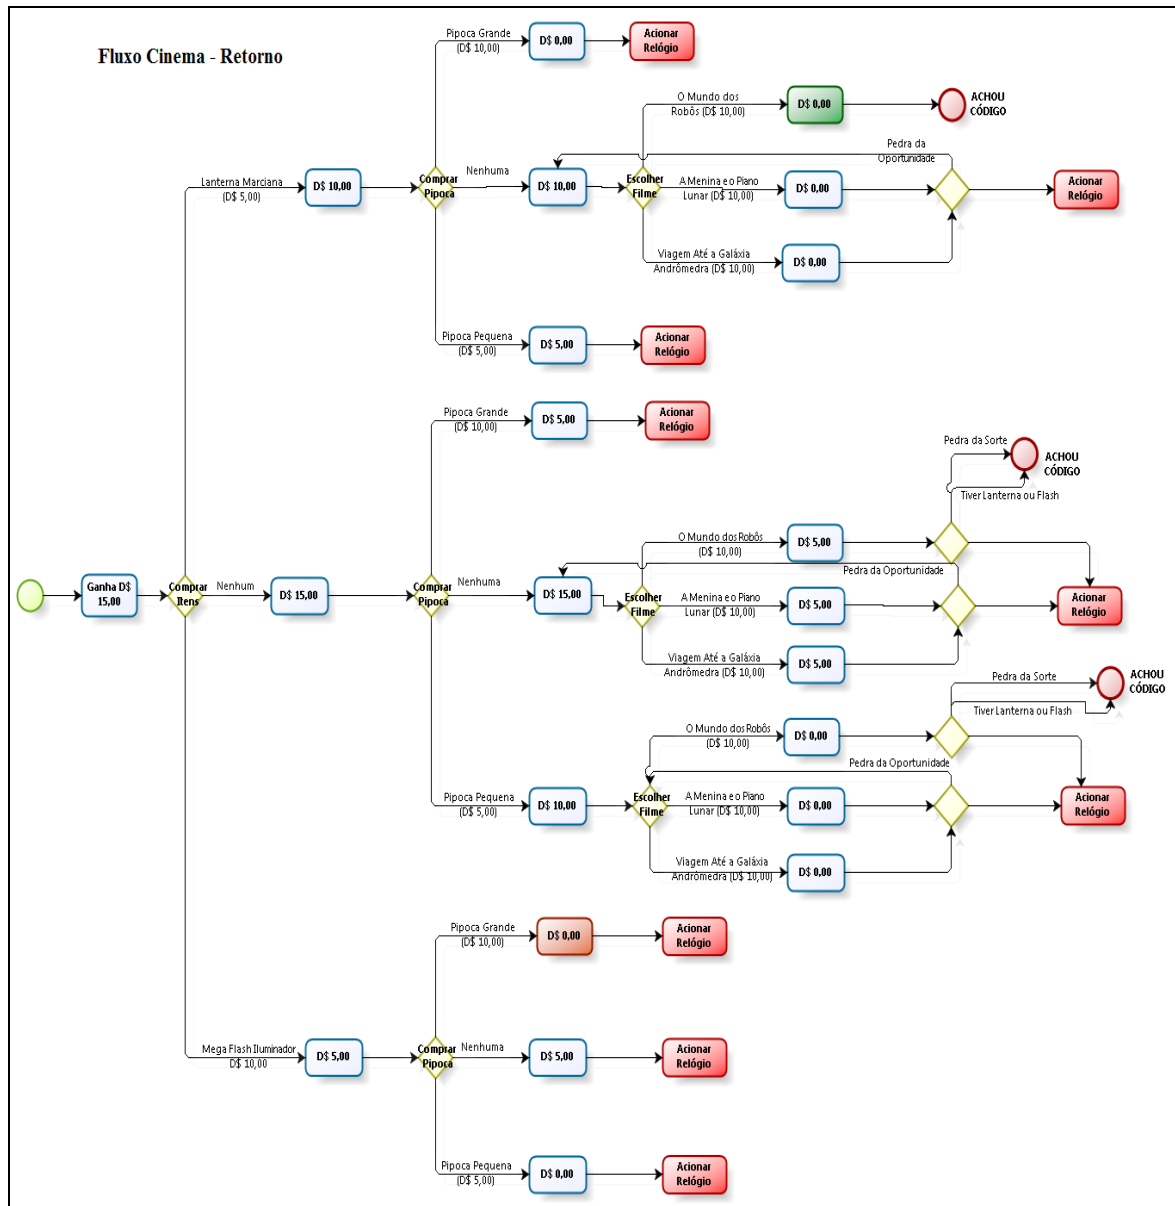 Fluxo Cinema - Retorno
Pipoca Grande
(D$ 10,00)
D$ 0,00
Acionar
Relógio
O Mundo dos
Robôs (D$ 10,00)
D$ 0,00
ACHOU
CÓDIGO
Pedra da
Oportunidade
Lanterna Marciana
(D$ 5,00)
D$ 10,00
Comprar
Pipoca
Nenhuma
D$ 10,00
Escolher
Filme
A Menina e o Piano
Lunar (D$ 10,00)
D$ 0,00
Acionar
Relógio
Viagem Até a Galáxia
Andrômedra (D$ 10,00)
D$ 0,00
Pipoca Pequena
(D$ 5,00)
D$ 5,00
Acionar
Relógio
Pipoca Grande
(D$ 10,00)
D$ 5,00
Acionar
Relógio
Pedra da Sorte
ACHOU
CÓDIGO
Tiver Lanterna ou Flash
O Mundo dos Robôs
(D$ 10,00)
D$ 5,00
Pedra da Oportunidade
Ganha D$
15,00
Comprar
Itens
Nenhum
D$ 15,00
Comprar
Pipoca
Nenhuma
D$ 15,00
Escolher
Filme
A Menina e o Piano
Lunar (D$ 10,00)
D$ 5,00
Acionar
Relógio
Viagem Até a Galáxia
Andrômedra (D$ 10,00)
D$ 5,00
Pedra da Sorte
ACHOU
CÓDIGO
Tiver Lanterna ou Flash
O Mundo dos Robôs
(D$ 10,00)
D$ 0,00
Pedra da Oportunidade
Pipoca Pequena
(D$ 5,00)
D$ 10,00
Escolher
Filme
A Menina e o Piano
Lunar (D$ 10,00)
D$ 0,00
Acionar
Relógio
Viagem Até a Galáxia
Andrômedra (D$ 10,00)
D$ 0,00
Pipoca Grande
(D$ 10,00)
D$ 0,00
Acionar
Relógio
Mega Flash Iluminador
D$ 10,00
D$ 5,00
Comprar
Pipoca
Nenhuma
D$ 5,00
Acionar
Relógio
Pipoca Pequena
(D$ 5,00)
D$ 0,00
Acionar
Relógio